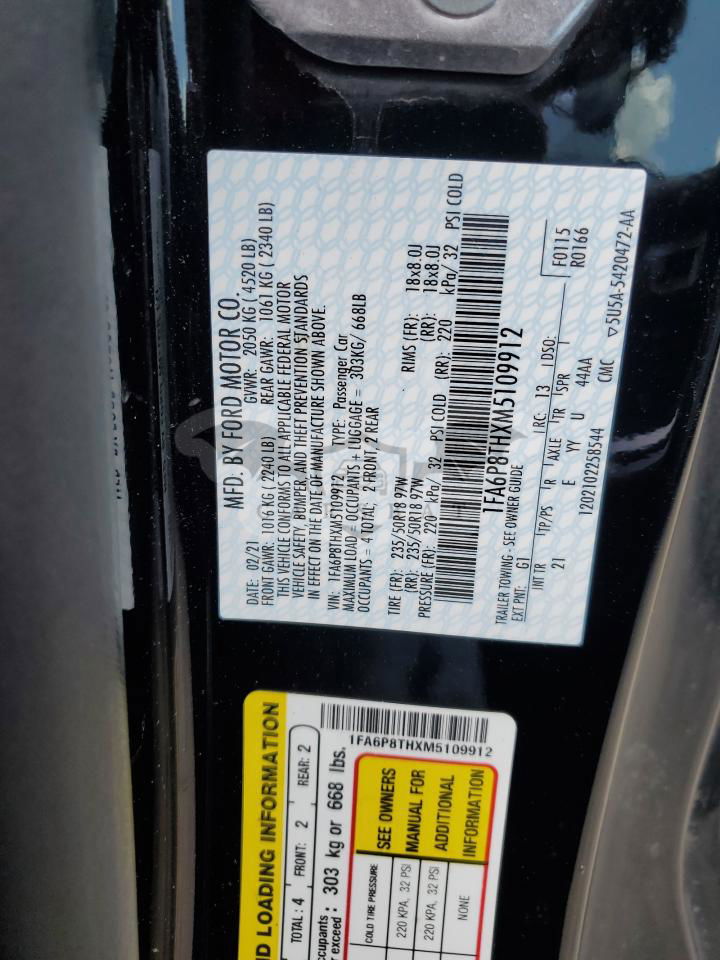 MFD. BY FORD MOTOR CO.
DATE: 02/21 GVWR: 2050 KG ( 4520 LB)
FRONT GAWR: 1016 KG ( 2240 LB) REAR GAWR: 1061 KG ( 2340 LB)
THIS VEHICLE CONFORMS TO ALL APPLICABLE FEDERAL MOTOR
VEHICLE SAFETY, BUMPER, AND THEFT PREVENTION STANDARDS
IN EFFECT ON THE DATE OF MANUFACTURE SHOWN ABOVE.
VIN: 1FA6P8THXM5109912 TYPE: Passenger Car
MAXIMUM LOAD = OCCUPANTS + LUGGAGE = 303KG/ 668LB
OCCUPANTS = 4 TOTAL: 2 FRONT, 2 REAR
TIRE (FR): 235/50R18 97W RIMS (FR): 18x8.0J
(RR): 235/50R18 97W (RR): 18x8.0J
PRESSURE (FR): 220 kPa/ 32 PSI COLD (RR): 220 kPa/ 32 PSI COLD
1FA6P8THXM5109912
TRAILER TOWING - SEE OWNER GUIDE
EXT PNT: G1 RC: 13 DSO: F0115
R0166
INT TR TP/PS R AXLE TR SPR
21 E YY U 44AA
1202102258544 CMC 5U5A-5420472-AA
1FA6P8THXM5109912
ND LOADING INFORMATION
TOTAL: 4 FRONT: 2 REAR: 2
ccupants
r exceed : 303 kg or 668 lbs.
COLD TIRE PRESSURE
220 KPA, 32 PSI
220 KPA, 32 PSI
NONE
SEE OWNERS
MANUAL FOR
ADDITIONAL
INFORMATION